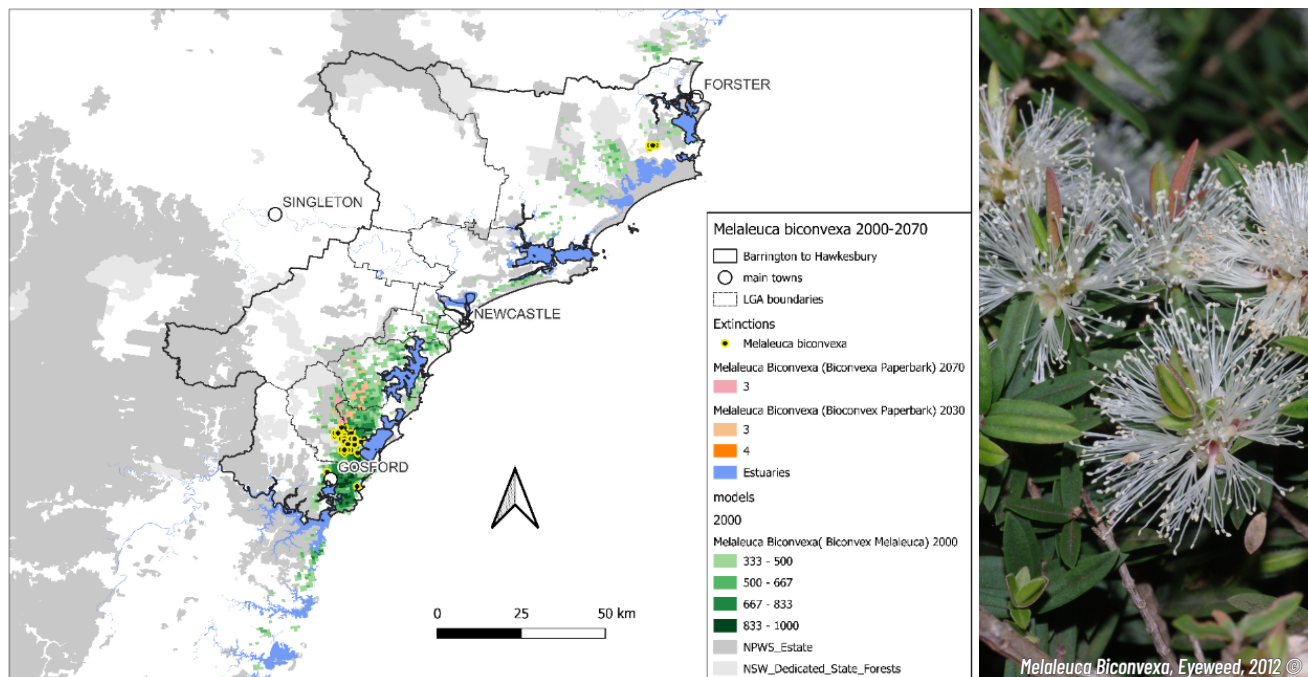 FORSTER
SINGLETON
NEWCASTLE
GOSFORD
0 25 50 km
Melaleuca biconvexa 2000-2070
Barrington to Hawkesbury
main towns
LGA boundaries
Extinctions
Melaleuca biconvexa
Melaleuca Biconvexa (Biconvexa Paperbark) 2070
3
Melaleuca Biconvexa (Bioconvex Paperbark) 2030
3
4
Estuaries
models
2000
Melaleuca Biconvexa( Biconvex Melaleuca) 2000
333 - 500
500 - 667
667 - 833
833 - 1000
NPWS_Estate
NSW_Dedicated_State_Forests
Melaleuca Biconvexa, Eyeweed, 2012 ©